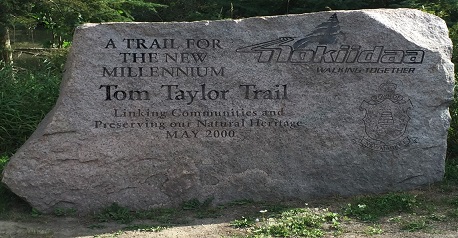 A TRAIL FOR
THE NEW
MILLENNIUM
Nokiidaa
WALKING TOGETHER
Tom Taylor Trail
Linking Communities and
Preserving our Natural Heritage
MAY 2000